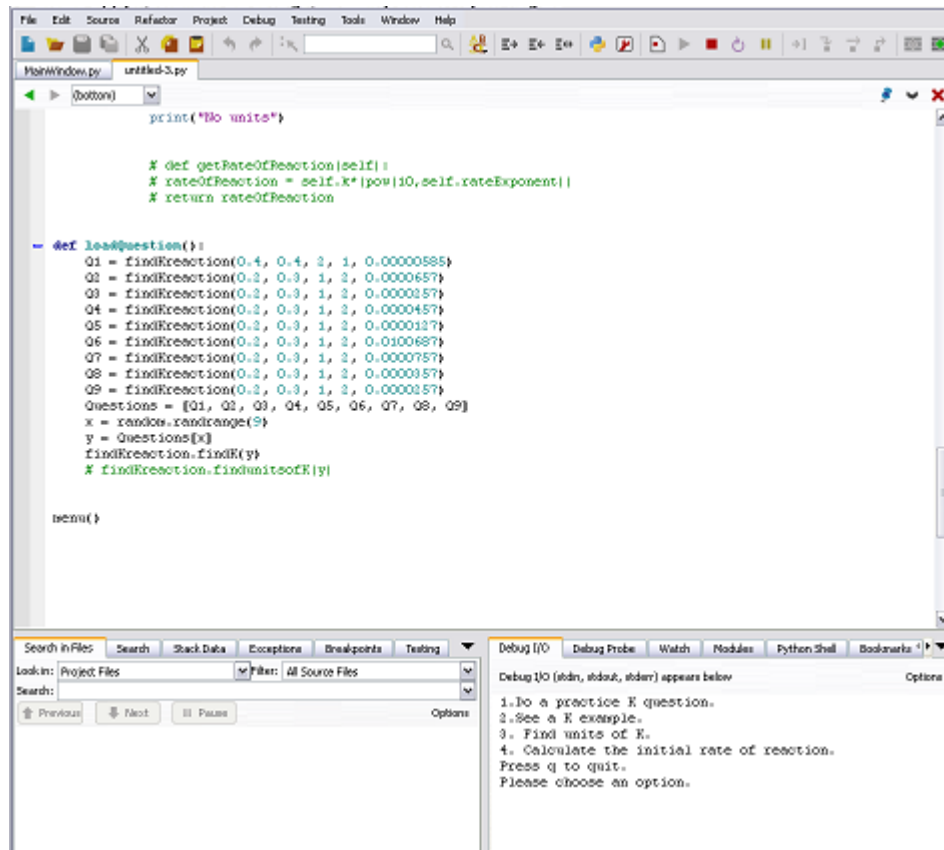 File Edit Source Refactor Project Debug Testing Tools Window Help
MainWindow.py untitled-3.py
(bottom)
print("No units")
# def getRateOfReaction(self):
# rateOfReaction = self.k*(pow(10,self.rateExponent))
# return rateOfReaction
def loadQuestion():
Q1 = findKreaction(0.4, 0.4, 2, 1, 0.00000585)
Q2 = findKreaction(0.2, 0.3, 1, 2, 0.0000657)
Q3 = findKreaction(0.2, 0.3, 1, 2, 0.0000257)
Q4 = findKreaction(0.2, 0.3, 1, 2, 0.0000457)
Q5 = findKreaction(0.2, 0.3, 1, 2, 0.0000127)
Q6 = findKreaction(0.2, 0.3, 1, 2, 0.0100687)
Q7 = findKreaction(0.2, 0.3, 1, 2, 0.0000757)
Q8 = findKreaction(0.2, 0.3, 1, 2, 0.0000357)
Q9 = findKreaction(0.2, 0.3, 1, 2, 0.0000257)
Questions = [Q1, Q2, Q3, Q4, Q5, Q6, Q7, Q8, Q9]
x = random.randrange(9)
y = Questions[x]
findKreaction.findK(y)
# findKreaction.findunitsofK(y)
menu()
Search in Files Search Stack Data Exceptions Breakpoints Testing
Look in: Project Files Filter: All Source Files
Search:
Previous Next Pause Options
Debug I/O Debug Probe Watch Modules Python Shell Bookmarks
Debug I/O (stdin, stdout, stderr) appears below Options
1.Do a practice K question.
2.See a K example.
3. Find units of K.
4. Calculate the initial rate of reaction.
Press q to quit.
Please choose an option.